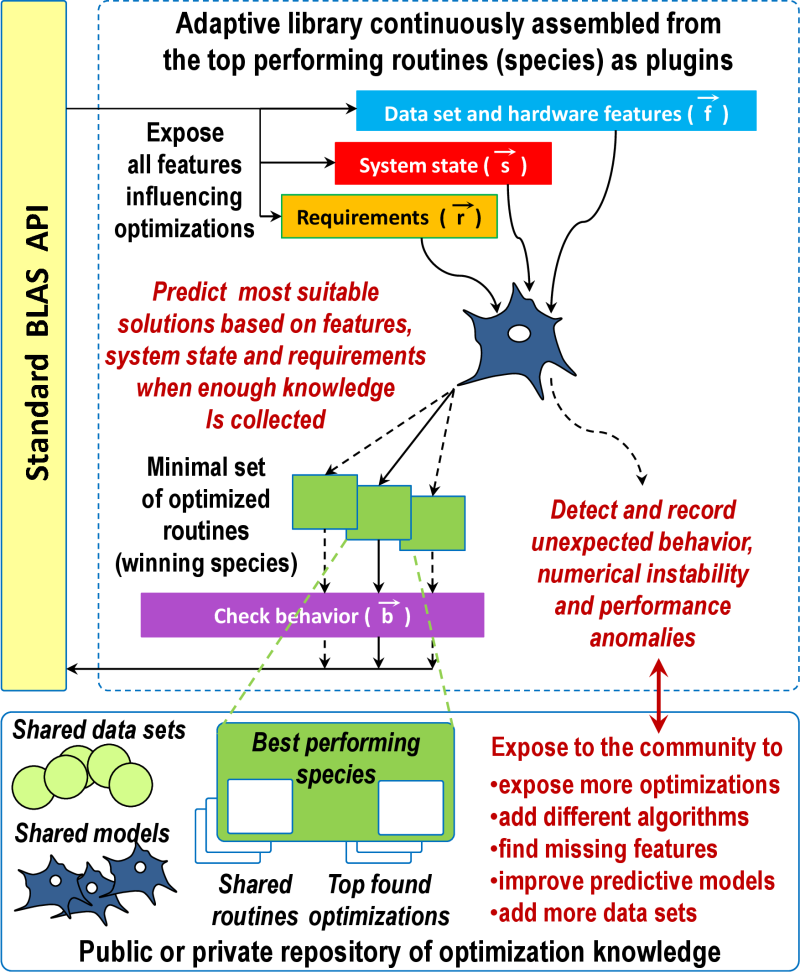 Standard BLAS API
Adaptive library continuously assembled from
the top performing routines (species) as plugins
Expose
all features
influencing
optimizations
Data set and hardware features ( f⃗ )
System state ( s⃗ )
Requirements ( r⃗ )
Predict most suitable
solutions based on features,
system state and requirements
when enough knowledge
Is collected
Minimal set
of optimized
routines
(winning species)
Check behavior ( b⃗ )
Detect and record
unexpected behavior,
numerical instability
and performance
anomalies
Shared data sets
Shared models
Best performing
species
Shared
routines
Top found
optimizations
Expose to the community to
•expose more optimizations
•add different algorithms
•find missing features
•improve predictive models
•add more data sets
Public or private repository of optimization knowledge